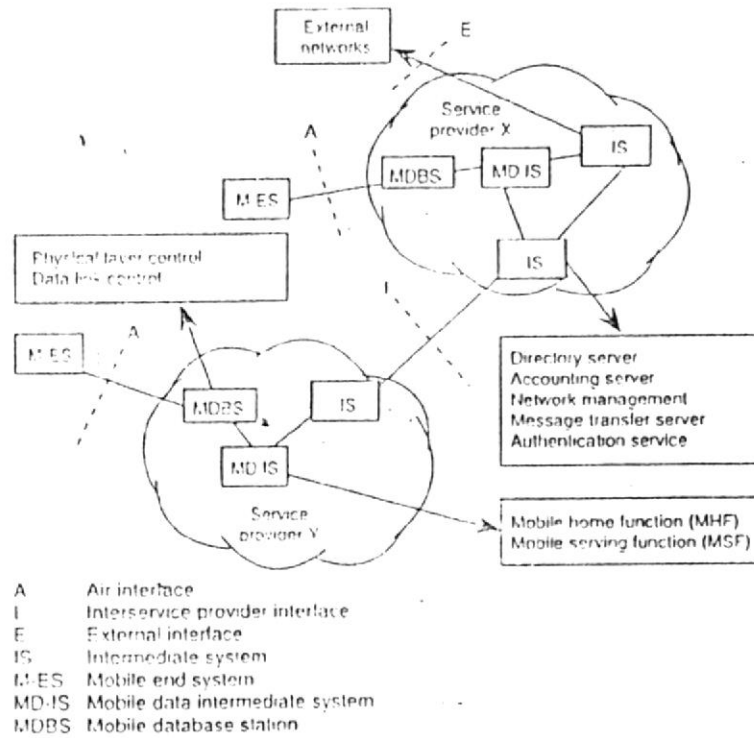 External
networks
E
Service
provider X
A
IS
MDBS
MD-IS
M-ES
IS
Physical layer control
Data link control
I
A
M-ES
MDBS
IS
MD-IS
Service
provider Y
Directory server
Accounting server
Network management
Message transfer server
Authentication service
Mobile home function (MHF)
Mobile serving function (MSF)
A Air interface
I Interservice provider interface
E External interface
IS Intermediate system
M-ES Mobile end system
MD-IS Mobile data intermediate system
MDBS Mobile database station